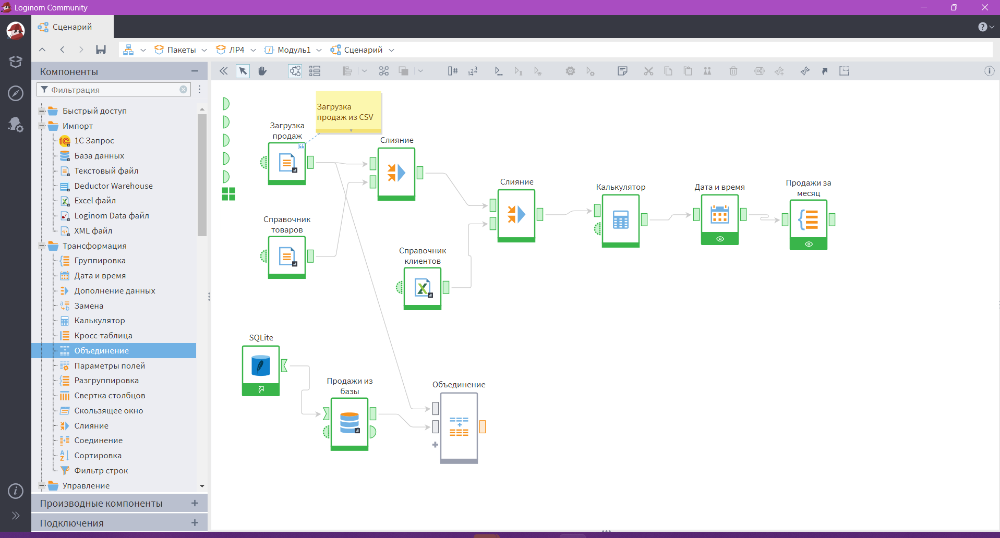 Loginom Community
Сценарий
Пакеты
ЛР4
Модуль1
Сценарий
Компоненты
Фильтрация
Быстрый доступ
Импорт
1С Запрос
База данных
Текстовый файл
Deductor Warehouse
Excel файл
Loginom Data файл
XML файл
Трансформация
Группировка
Дата и время
Дополнение данных
Замена
Калькулятор
Кросс-таблица
Объединение
Параметры полей
Разгруппировка
Свертка столбцов
Скользящее окно
Слияние
Соединение
Сортировка
Фильтр строк
Управление
Производные компоненты
Подключения
Загрузка
продаж из CSV
Загрузка
продаж
Слияние
Справочник
товаров
Слияние
Справочник
клиентов
Калькулятор
Дата и время
Продажи за
месяц
SQLite
Продажи из
базы
Объединение